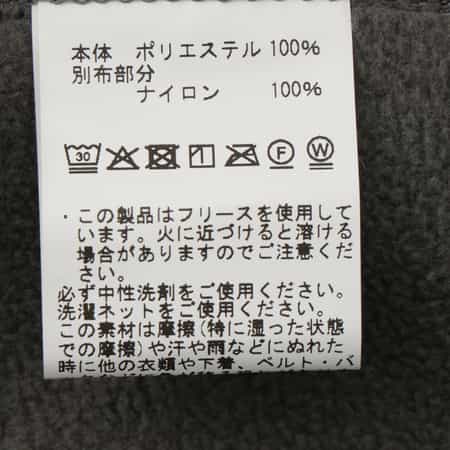 本体 ポリエステル 100%
別布部分
ナイロン 100%
30 F W
・この製品はフリースを使用して
います。火に近づけると溶ける
場合がありますのでご注意くだ
さい。
必ず中性洗剤をご使用ください。
洗濯ネットをご使用ください。
この素材は摩擦(特に湿った状態
での摩擦)や汗や雨などにぬれた
時に他の衣類や下着、ベルト・バ